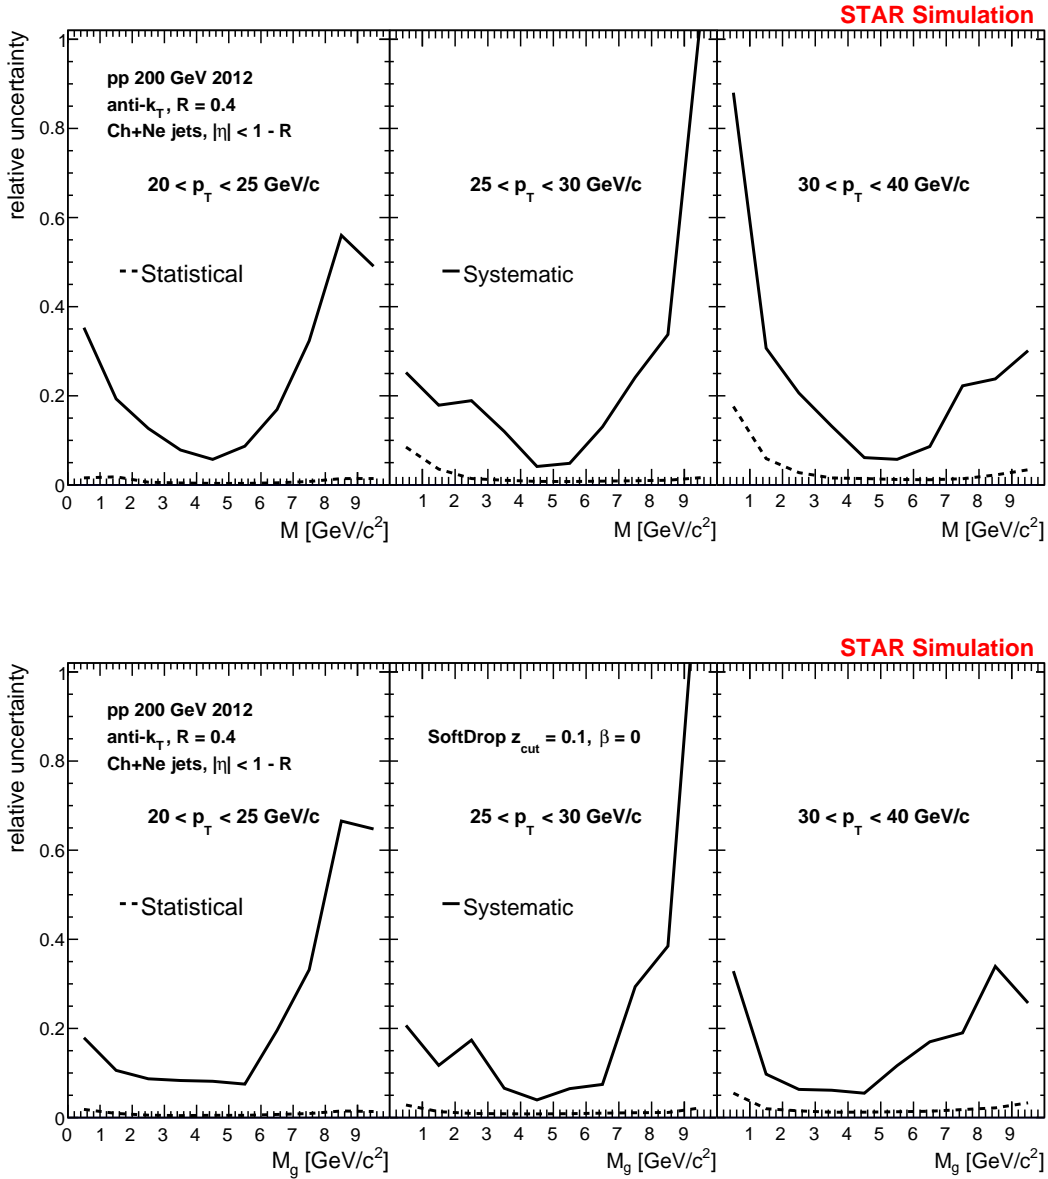 STAR Simulation
relative uncertainty
1
0.8
0.6
0.4
0.2
0
pp 200 GeV 2012
anti-k_T, R = 0.4
Ch+Ne jets, |η| < 1 - R
20 < p_T < 25 GeV/c
25 < p_T < 30 GeV/c
30 < p_T < 40 GeV/c
Statistical
Systematic
0 1 2 3 4 5 6 7 8 9
1 2 3 4 5 6 7 8 9
1 2 3 4 5 6 7 8 9
M [GeV/c²]
M [GeV/c²]
M [GeV/c²]
STAR Simulation
relative uncertainty
1
0.8
0.6
0.4
0.2
0
pp 200 GeV 2012
anti-k_T, R = 0.4
Ch+Ne jets, |η| < 1 - R
SoftDrop z_cut = 0.1, β = 0
20 < p_T < 25 GeV/c
25 < p_T < 30 GeV/c
30 < p_T < 40 GeV/c
Statistical
Systematic
0 1 2 3 4 5 6 7 8 9
1 2 3 4 5 6 7 8 9
1 2 3 4 5 6 7 8 9
M_g [GeV/c²]
M_g [GeV/c²]
M_g [GeV/c²]